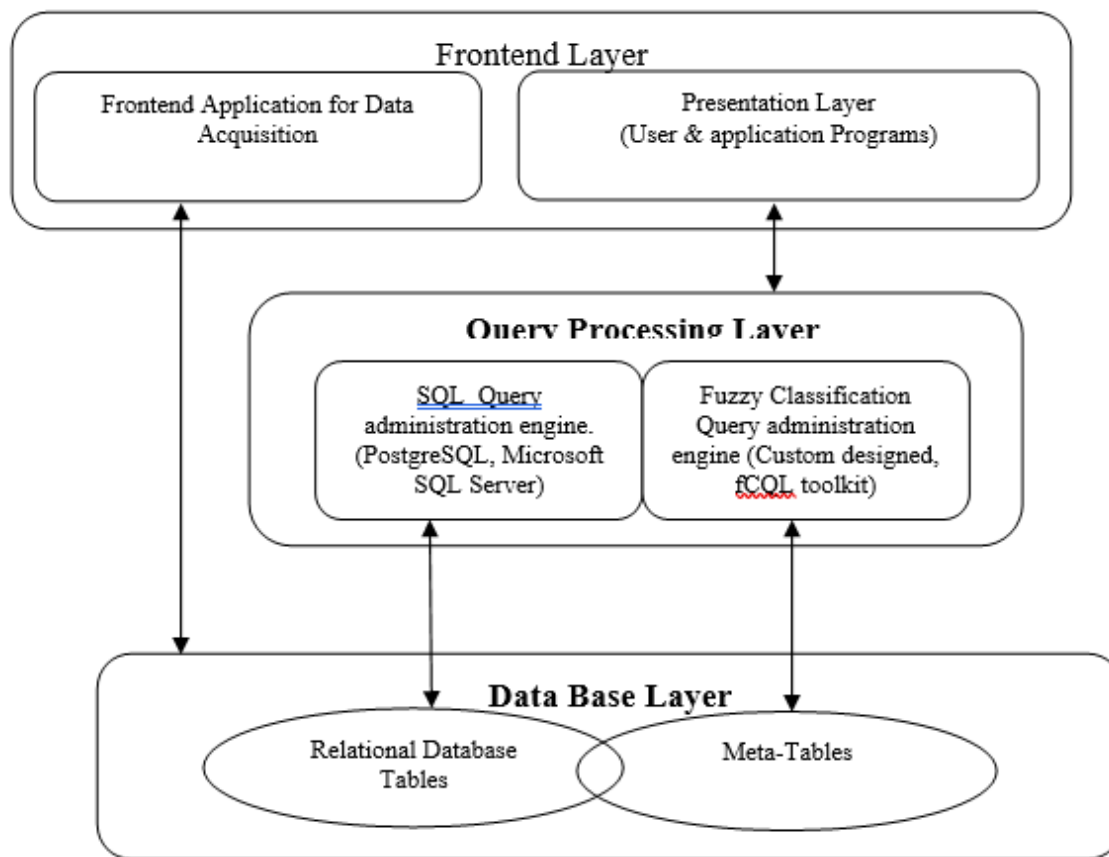 Frontend Layer
Frontend Application for Data
Acquisition
Presentation Layer
(User & application Programs)
Query Processing Layer
SQL Query
administration engine.
(PostgreSQL, Microsoft
SQL Server)
Fuzzy Classification
Query administration
engine (Custom designed,
fCQL toolkit)
Data Base Layer
Relational Database
Tables
Meta-Tables